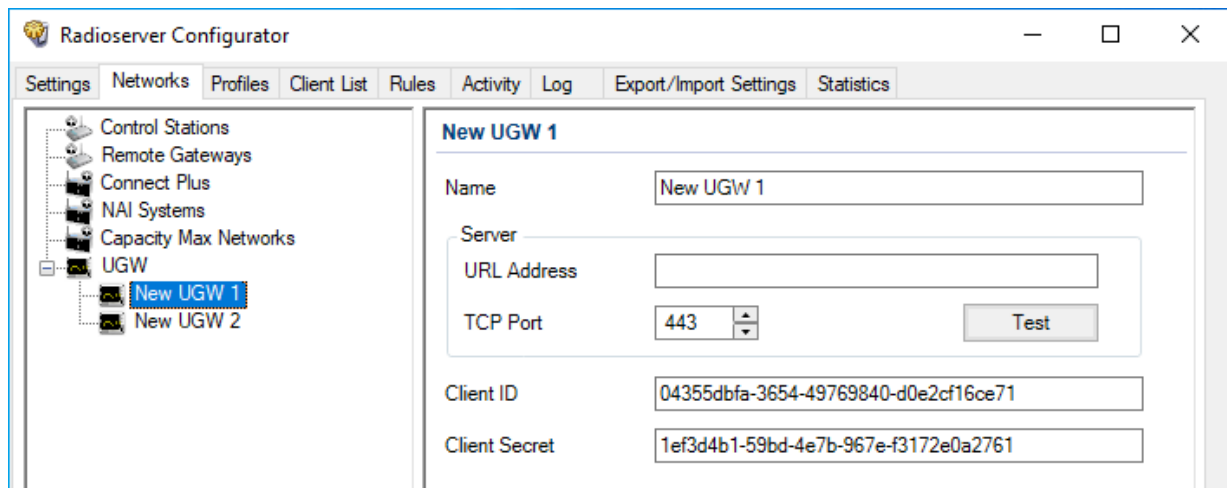 Radioserver Configurator
Settings Networks Profiles Client List Rules Activity Log Export/Import Settings Statistics
Control Stations
Remote Gateways
Connect Plus
NAI Systems
Capacity Max Networks
UGW
New UGW 1
New UGW 2
New UGW 1
Name New UGW 1
Server
URL Address
TCP Port 443 Test
Client ID 04355dbfa-3654-49769840-d0e2cf16ce71
Client Secret 1ef3d4b1-59bd-4e7b-967e-f3172e0a2761